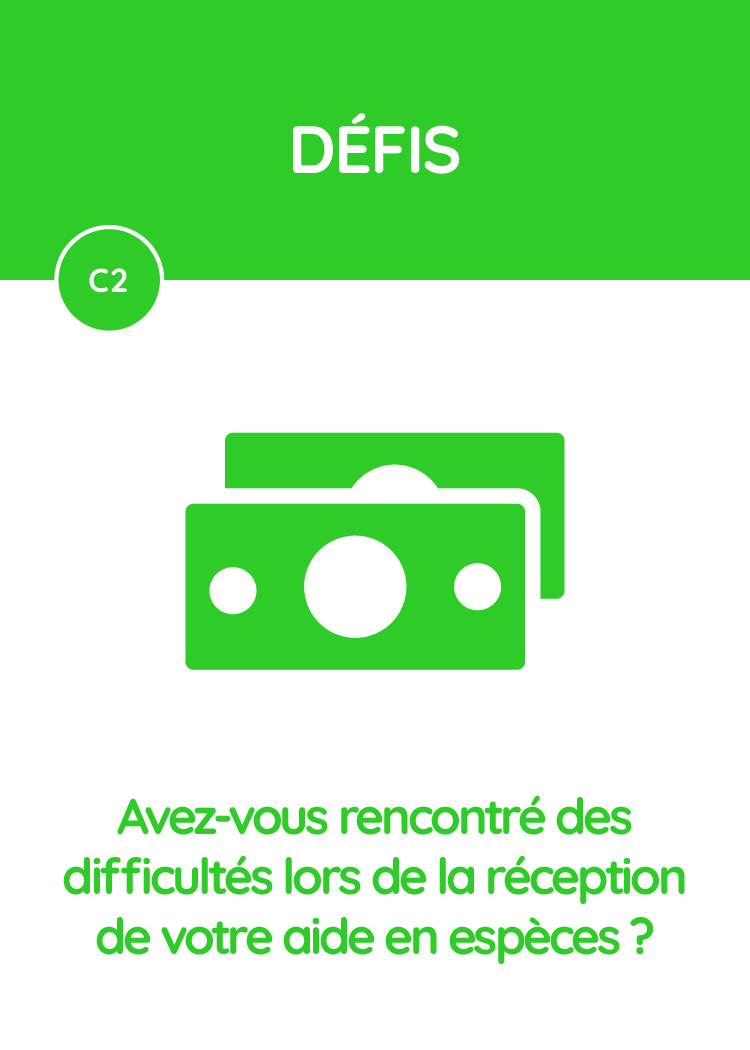 DÉFIS
C2
Avez-vous rencontré des
difficultés lors de la réception
de votre aide en espèces ?